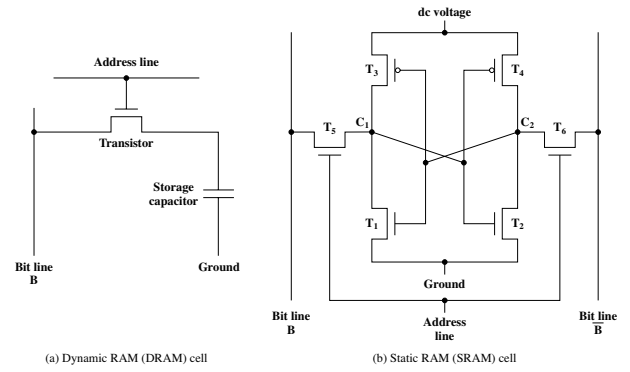 Address line
Transistor
Storage
capacitor
Bit line
B
Ground
(a) Dynamic RAM (DRAM) cell
dc voltage
T3
T4
T5
C1
C2
T6
T1
T2
Ground
Bit line
B
Address
line
Bit line
B̅
(b) Static RAM (SRAM) cell